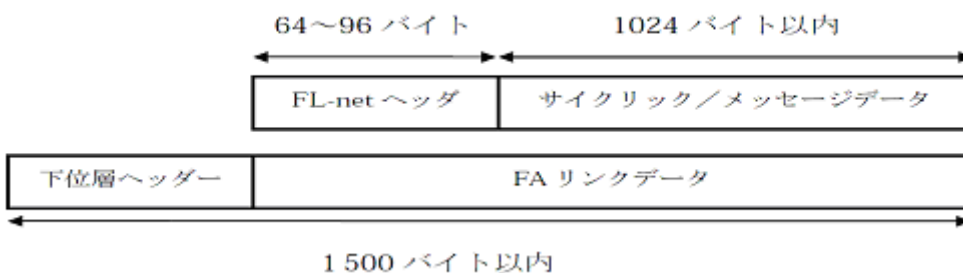 64～96 バイト 1024 バイト以内
FL-net ヘッダ サイクリック／メッセージデータ
下位層ヘッダー FA リンクデータ
1 500 バイト以内